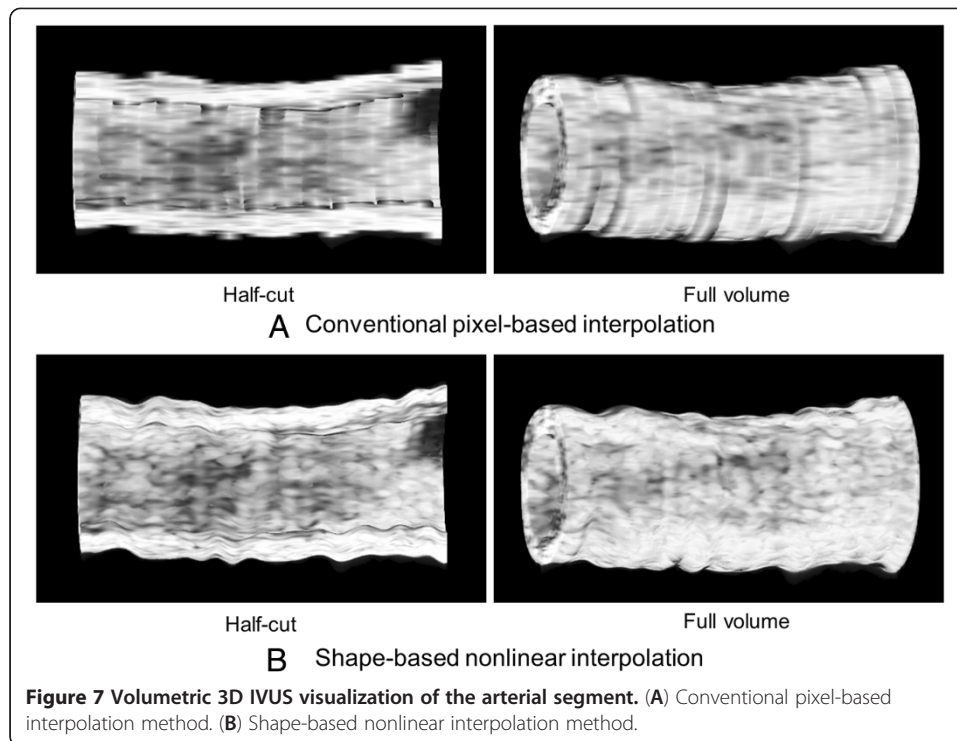 Half-cut
Full volume
A Conventional pixel-based interpolation
Half-cut
Full volume
B Shape-based nonlinear interpolation
Figure 7 Volumetric 3D IVUS visualization of the arterial segment. (A) Conventional pixel-based
interpolation method. (B) Shape-based nonlinear interpolation method.